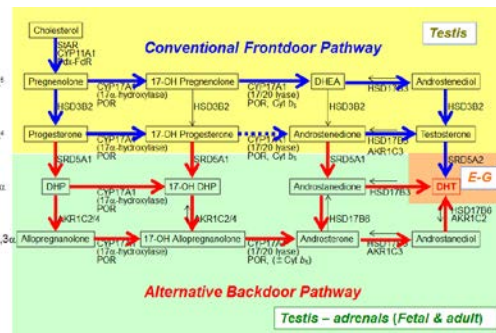 Cholesterol
Testis
StAR
CYP11A1
Adx-FdR
Conventional Frontdoor Pathway
Pregnenolone
CYP17A1
(17α-hydroxylase)
POR
17-OH Pregnenolone
CYP17A1
(17/20 lyase)
POR, Cyt b₅
DHEA
HSD17B3
Androstenediol
HSD3B2
HSD3B2
HSD3B2
HSD3B2
Progesterone
CYP17A1
(17α-hydroxylase)
POR
17-OH Progesterone
CYP17A1
(17/20 lyase)
POR, Cyt b₅
Androstenedione
HSD17B3
AKR1C3
Testosterone
SRD5A1
SRD5A1
SRD5A1
SRD5A2
E-G
DHP
CYP17A1
(17α-hydroxylase)
POR
17-OH DHP
Androstanedione
HSD17B3
DHT
AKR1C2/4
AKR1C2/4
HSD17B6
HSD17B6
AKR1C2
,3α
Allopregnanolone
CYP17A1
(17α-hydroxylase)
POR
17-OH Allopregnanolone
CYP17A1
(17/20 lyase)
POR, (± Cyt b₅)
Androsterone
HSD17B3
AKR1C3
Androstanediol
Alternative Backdoor Pathway
Testis – adrenals (Fetal & adult)